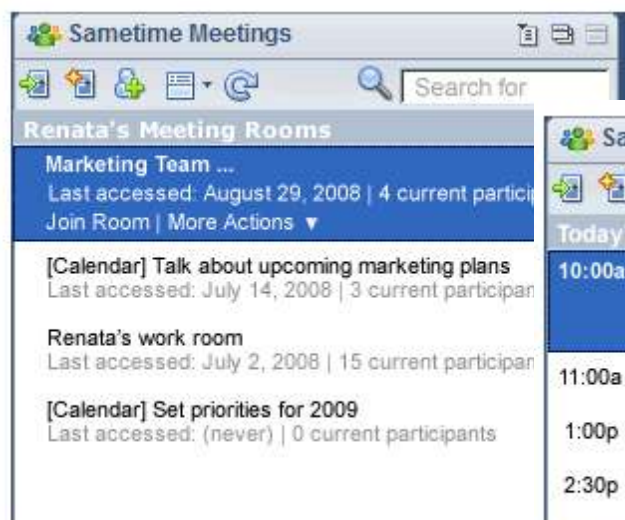 Sametime Meetings
Search for
Renata's Meeting Rooms
Marketing Team ...
Last accessed: August 29, 2008 | 4 current
Join Room | More Actions ▼
[Calendar] Talk about upcoming marketing plans
Last accessed: July 14, 2008 | 3 current
Renata's work room
Last accessed: July 2, 2008 | 15 current
[Calendar] Set priorities for 2009
Last accessed: (never) | 0 current participants
Sa
Today
10:00a
11:00a
1:00p
2:30p